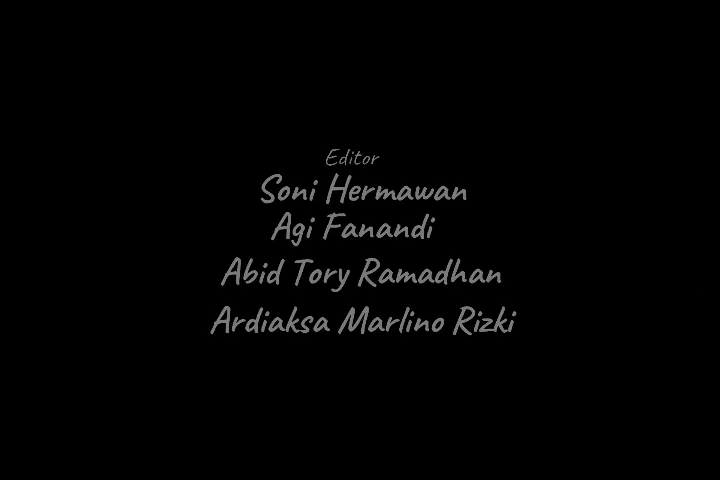 Editor
Soni Hermawan
Agi Fanandi
Abid Tory Ramadhan
Ardiaksa Marlino Rizki